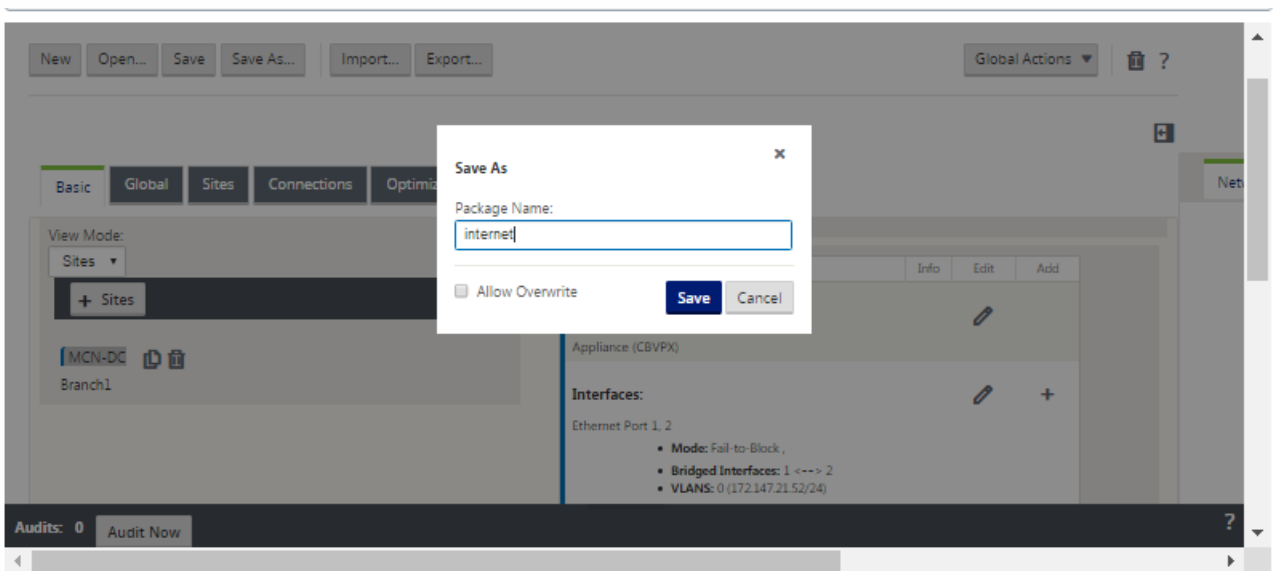 New Open... Save Save As... Import... Export... Global Actions ?
Save As
Package Name:
internet
Allow Overwrite
Save Cancel
Basic Global Sites Connections
Net
View Mode:
Sites
+ Sites
MCN-DC
Branch1
Info Edit Add
Appliance (CBVPX)
Interfaces: +
Ethernet Port 1, 2
• Mode: Fail-to-Block ,
• Bridged Interfaces: 1 <--> 2
• VLANS: 0 (172.147.21.52/24)
Audits: 0 Audit Now ?